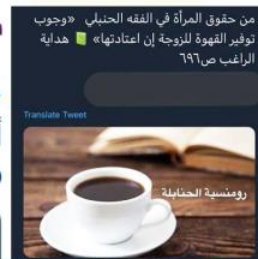 من حقوق المرأة في الفقه الحنبلي «وجوب
توفير القهوة للزوجة إن اعتادتها» 📗 هداية
الراغب ص٦٩٦
Translate Tweet
رومنسية الحنابلة